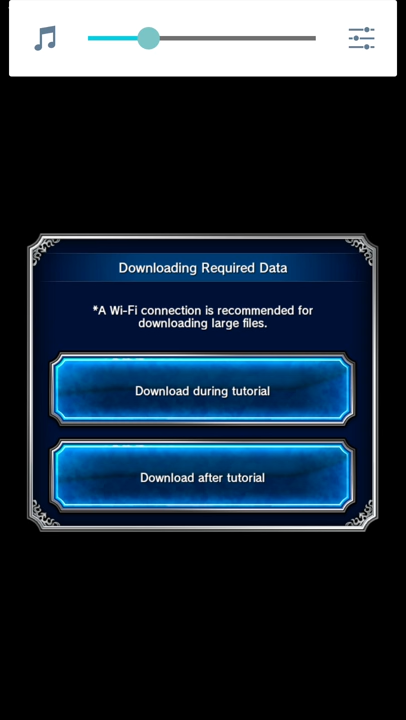 Downloading Required Data
*A Wi-Fi connection is recommended for
downloading large files.
Download during tutorial
Download after tutorial